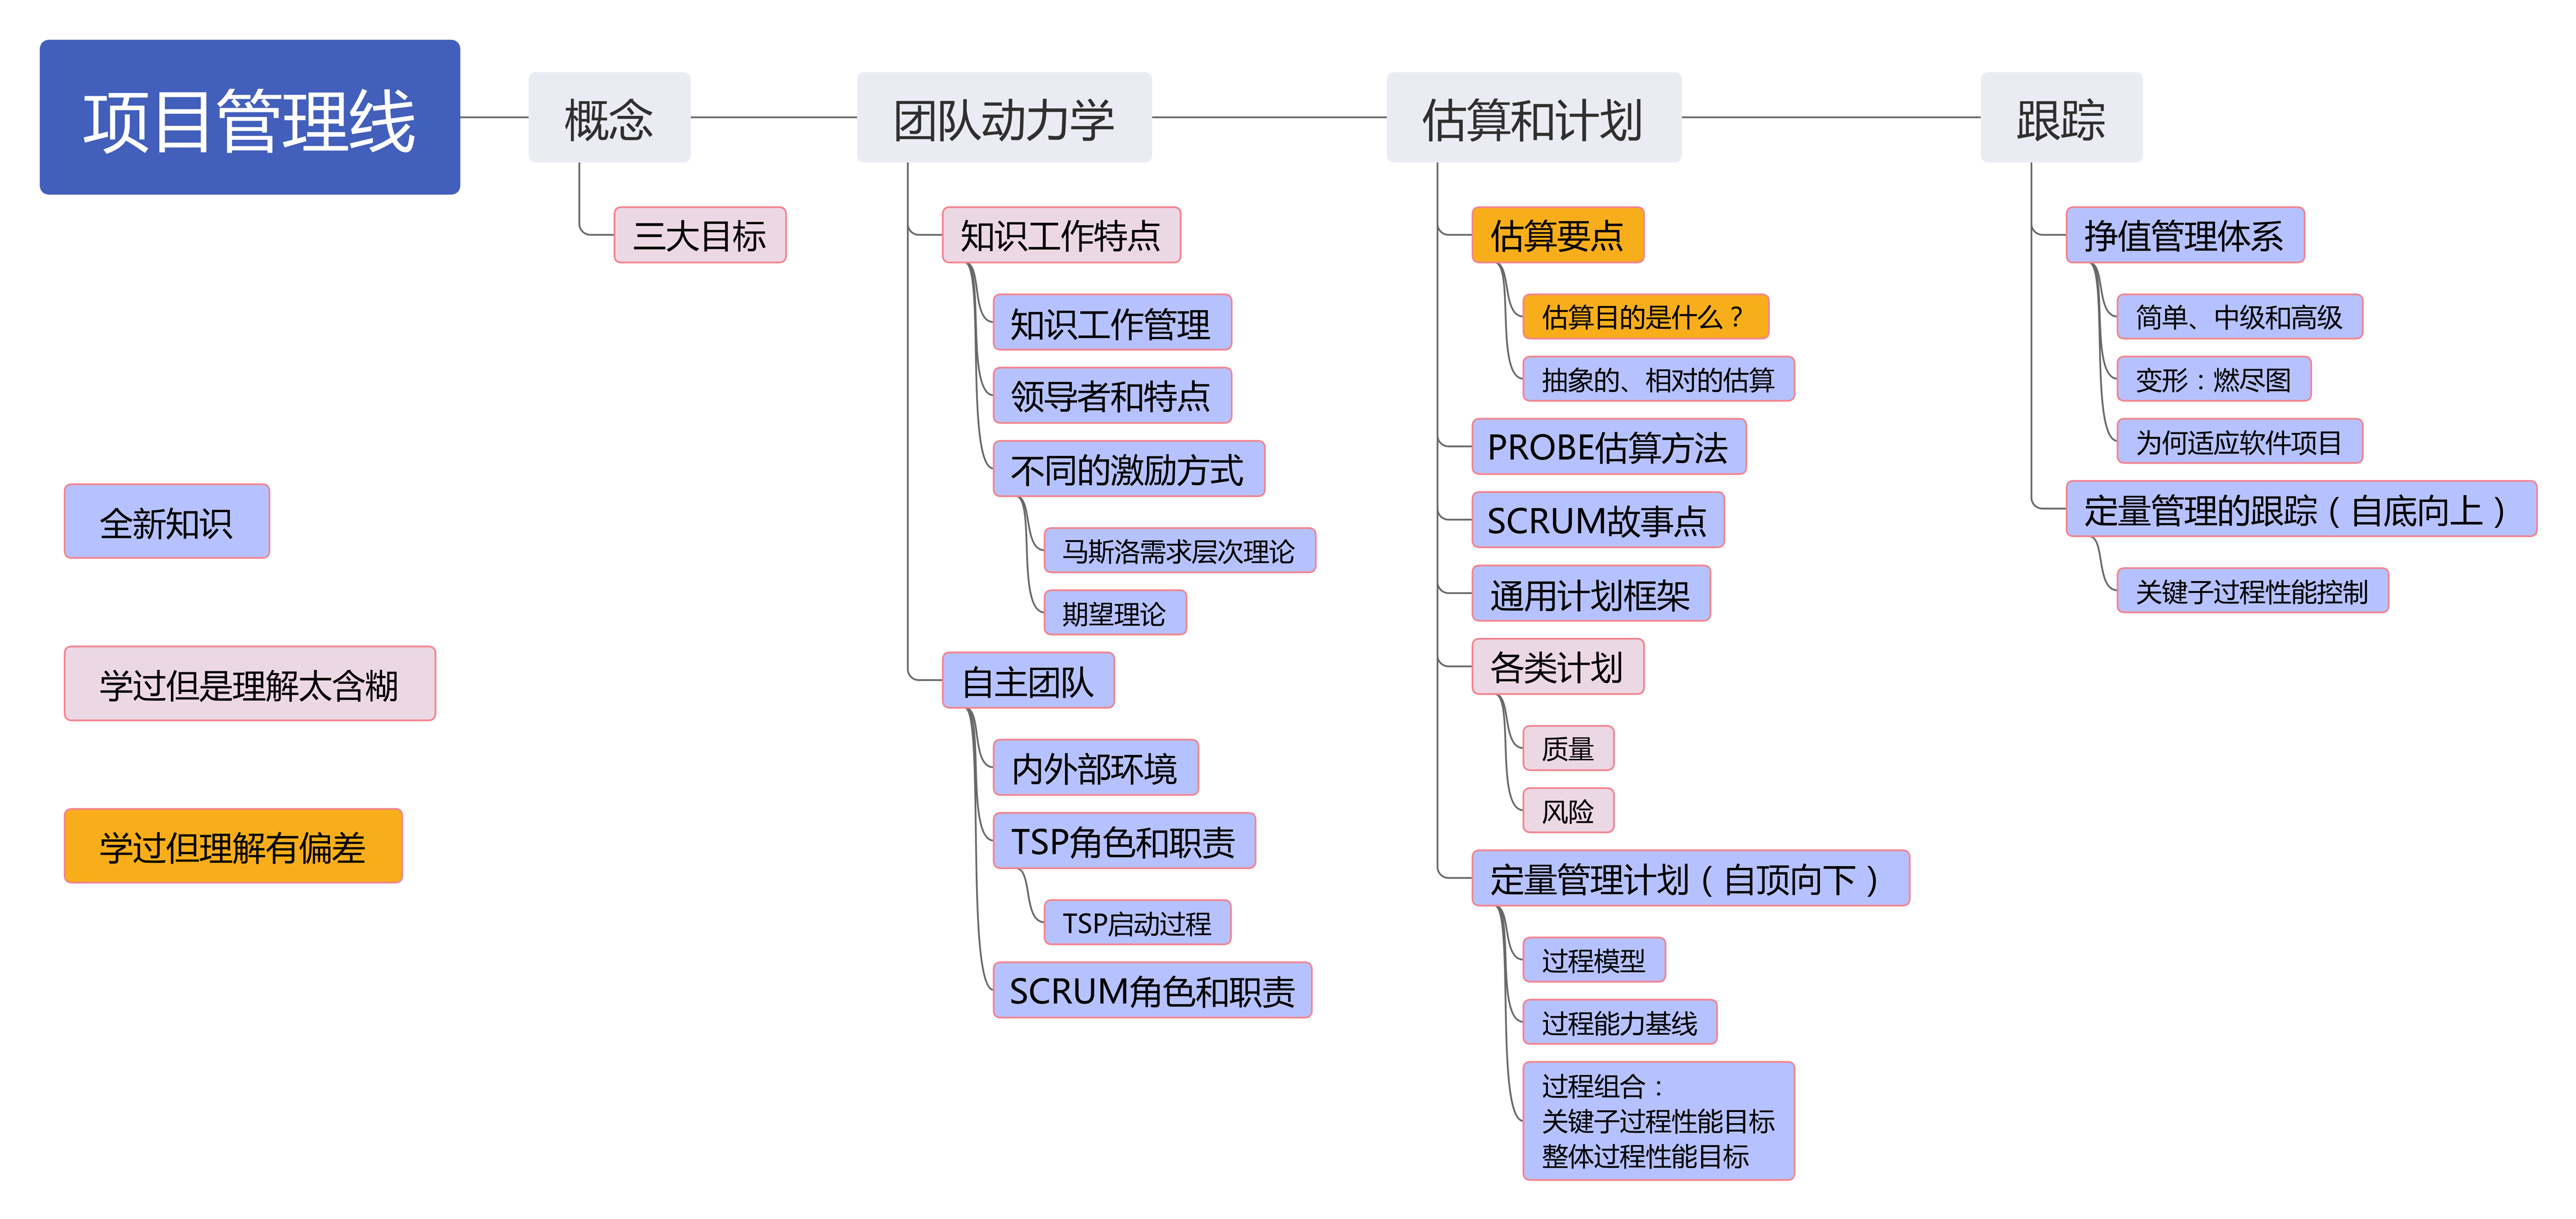 项目管理线
概念
三大目标
团队动力学
知识工作特点
知识工作管理
领导者和特点
不同的激励方式
马斯洛需求层次理论
期望理论
自主团队
内外部环境
TSP角色和职责
TSP启动过程
SCRUM角色和职责
估算和计划
估算要点
估算目的是什么？
抽象的、相对的估算
PROBE估算方法
SCRUM故事点
通用计划框架
各类计划
质量
风险
定量管理计划（自顶向下）
过程模型
过程能力基线
过程组合：
关键子过程性能目标
整体过程性能目标
跟踪
挣值管理体系
简单、中级和高级
变形：燃尽图
为何适应软件项目
定量管理的跟踪（自底向上）
关键子过程性能控制
全新知识
学过但是理解太含糊
学过但理解有偏差